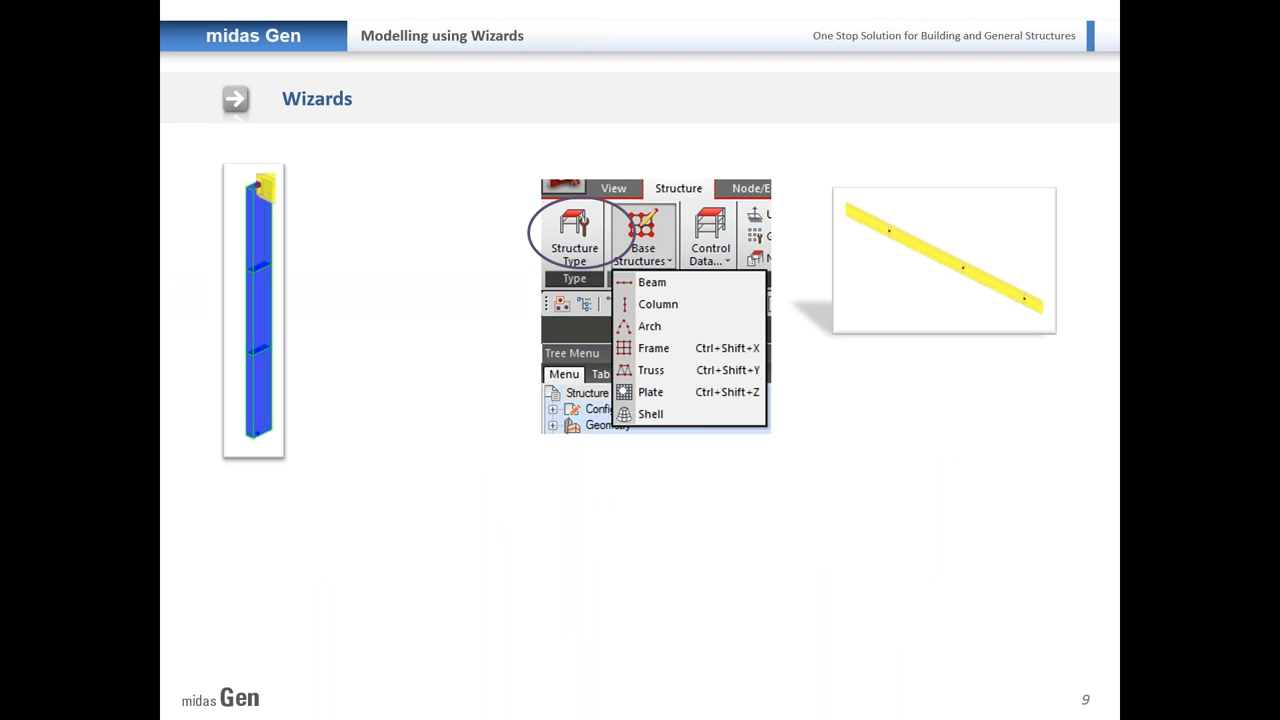 midas Gen
Modelling using Wizards
One Stop Solution for Building and General Structures
Wizards
View
Structure
Node/E
Structure
Type
Base
Structures
Control
Data...
Type
Beam
Column
Arch
Frame Ctrl+Shift+X
Truss Ctrl+Shift+Y
Plate Ctrl+Shift+Z
Shell
Tree Menu
Menu
Tab
Structure
Confi
Geometry
midas Gen
9